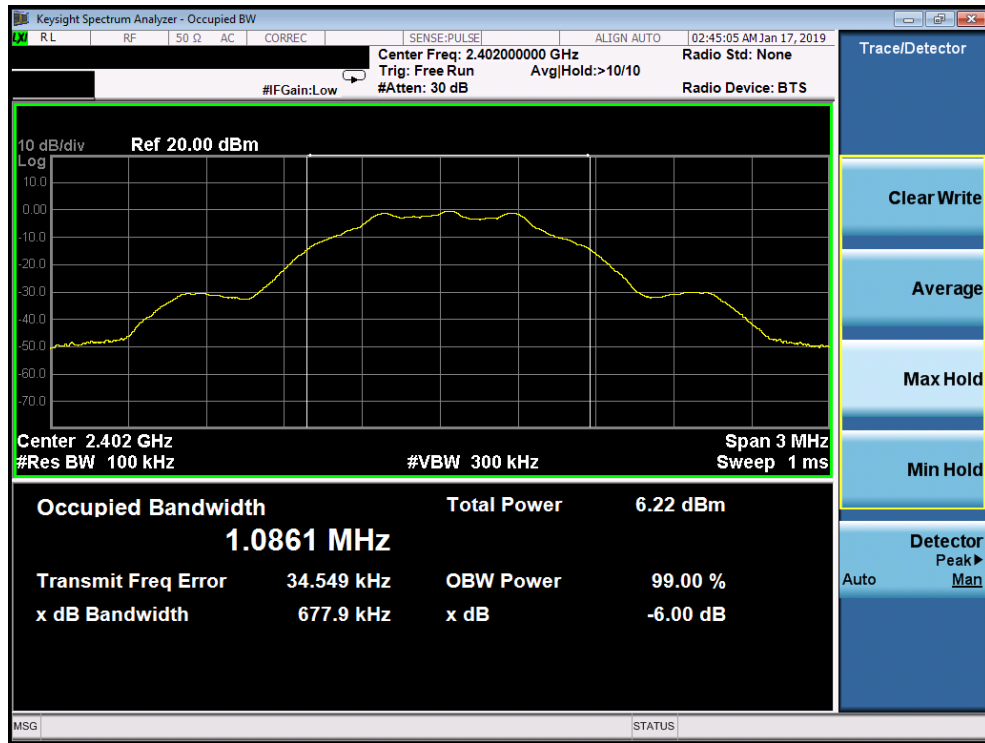 Keysight Spectrum Analyzer - Occupied BW
LXI RL RF 50 Ω AC CORREC SENSE:PULSE ALIGN AUTO 02:45:05 AM Jan 17, 2019
Center Freq: 2.402000000 GHz Radio Std: None
Trig: Free Run Avg|Hold:>10/10
#IFGain:Low #Atten: 30 dB Radio Device: BTS
Trace/Detector
10 dB/div Ref 20.00 dBm
Log
10.0
0.00
-10.0
-20.0
-30.0
-40.0
-50.0
-60.0
-70.0
Center 2.402 GHz Span 3 MHz
#Res BW 100 kHz #VBW 300 kHz Sweep 1 ms
Occupied Bandwidth Total Power 6.22 dBm
1.0861 MHz
Transmit Freq Error 34.549 kHz OBW Power 99.00 %
x dB Bandwidth 677.9 kHz x dB -6.00 dB
Clear Write
Average
Max Hold
Min Hold
Detector
Peak▶
Auto Man
MSG STATUS